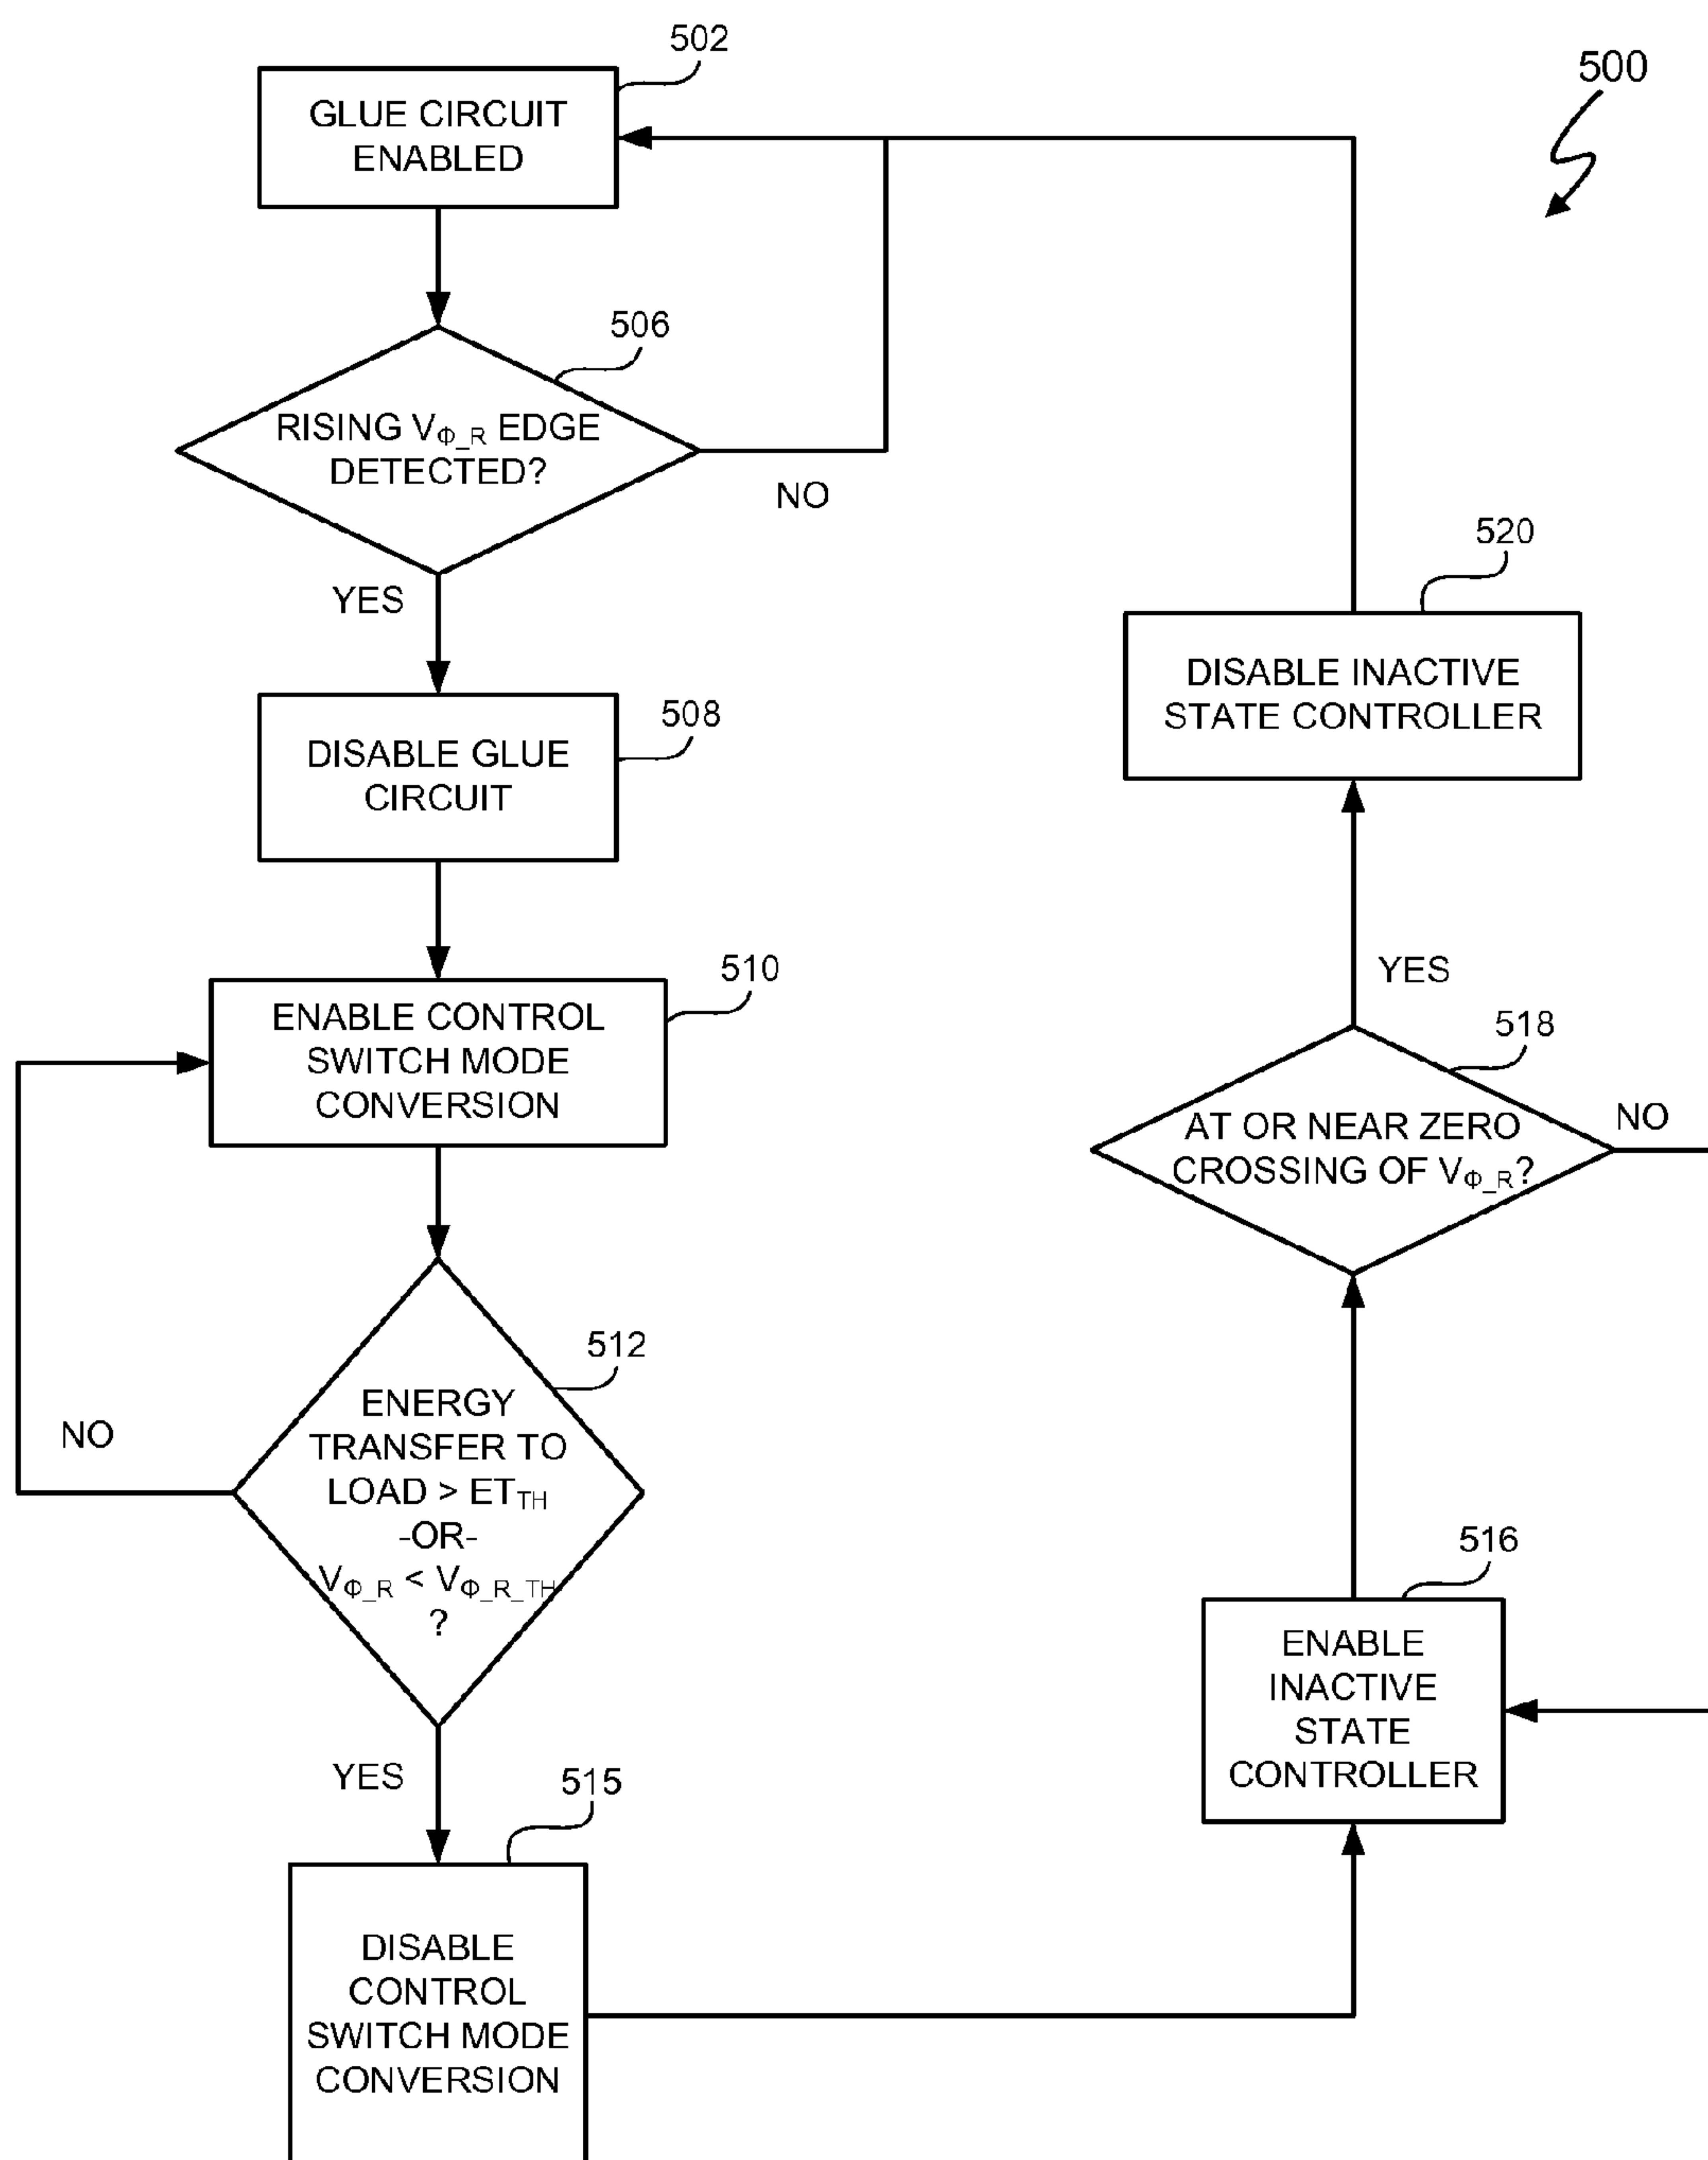 502
500
GLUE CIRCUIT
ENABLED
506
RISING VΦ_R EDGE
DETECTED?
NO
YES
520
DISABLE INACTIVE
STATE CONTROLLER
508
DISABLE GLUE
CIRCUIT
510
ENABLE CONTROL
SWITCH MODE
CONVERSION
YES
518
AT OR NEAR ZERO
CROSSING OF VΦ_R?
NO
512
ENERGY
TRANSFER TO
LOAD > ETTH
-OR-
VΦ_R < VΦ_R_TH
?
NO
YES
516
ENABLE
INACTIVE
STATE
CONTROLLER
515
DISABLE
CONTROL
SWITCH MODE
CONVERSION